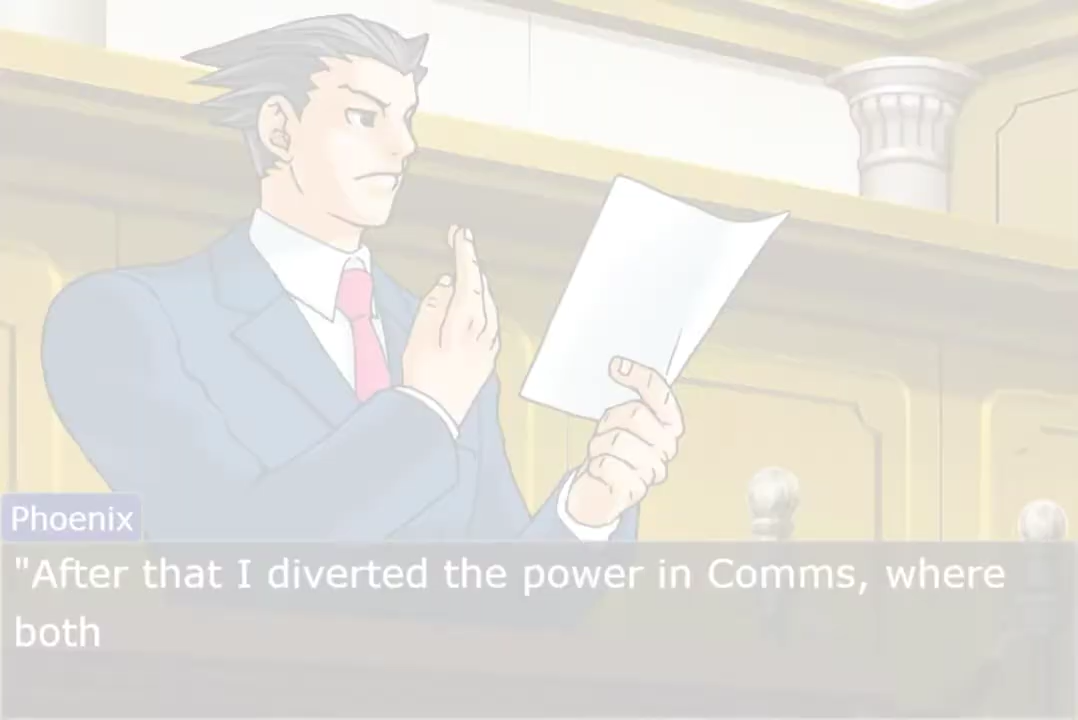 Phoenix
"After that I diverted the power in Comms, where
both